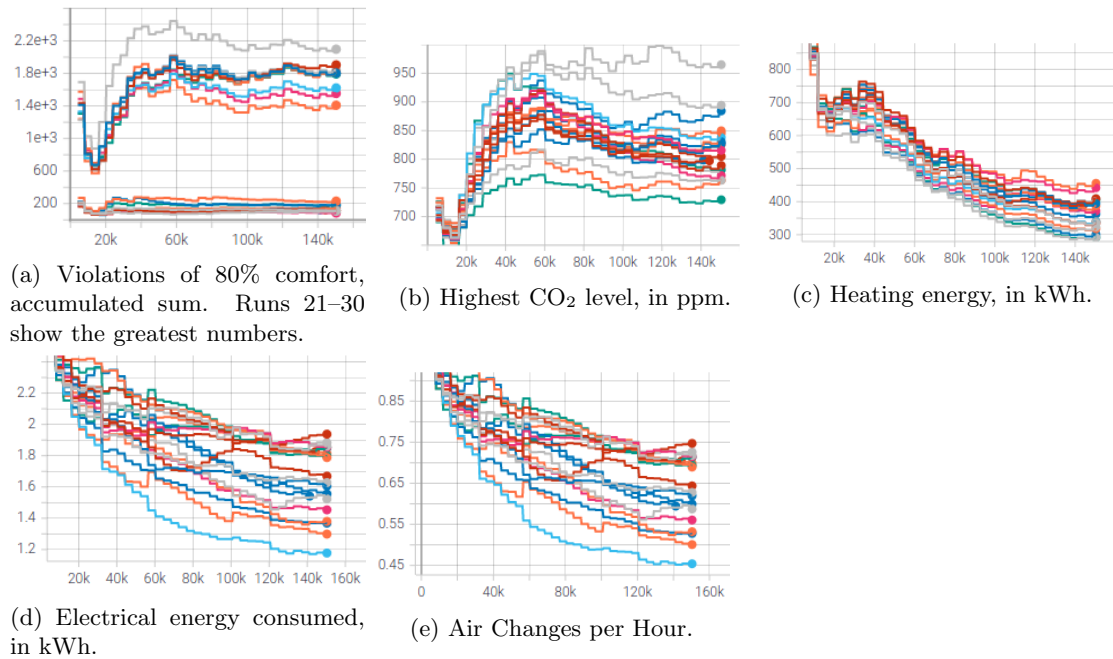 2.2e+3
1.8e+3
1.4e+3
1e+3
600
200
20k 60k 100k 140k
(a) Violations of 80% comfort,
accumulated sum. Runs 21–30
show the greatest numbers.
950
900
850
800
750
700
20k 40k 60k 80k 100k 120k 140k
(b) Highest CO₂ level, in ppm.
800
700
600
500
400
300
20k 40k 60k 80k 100k 120k 140k
(c) Heating energy, in kWh.
2.2
2
1.8
1.6
1.4
1.2
20k 40k 60k 80k 100k 120k 140k 160k
(d) Electrical energy consumed,
in kWh.
0.85
0.75
0.65
0.55
0.45
0 40k 80k 120k 160k
(e) Air Changes per Hour.